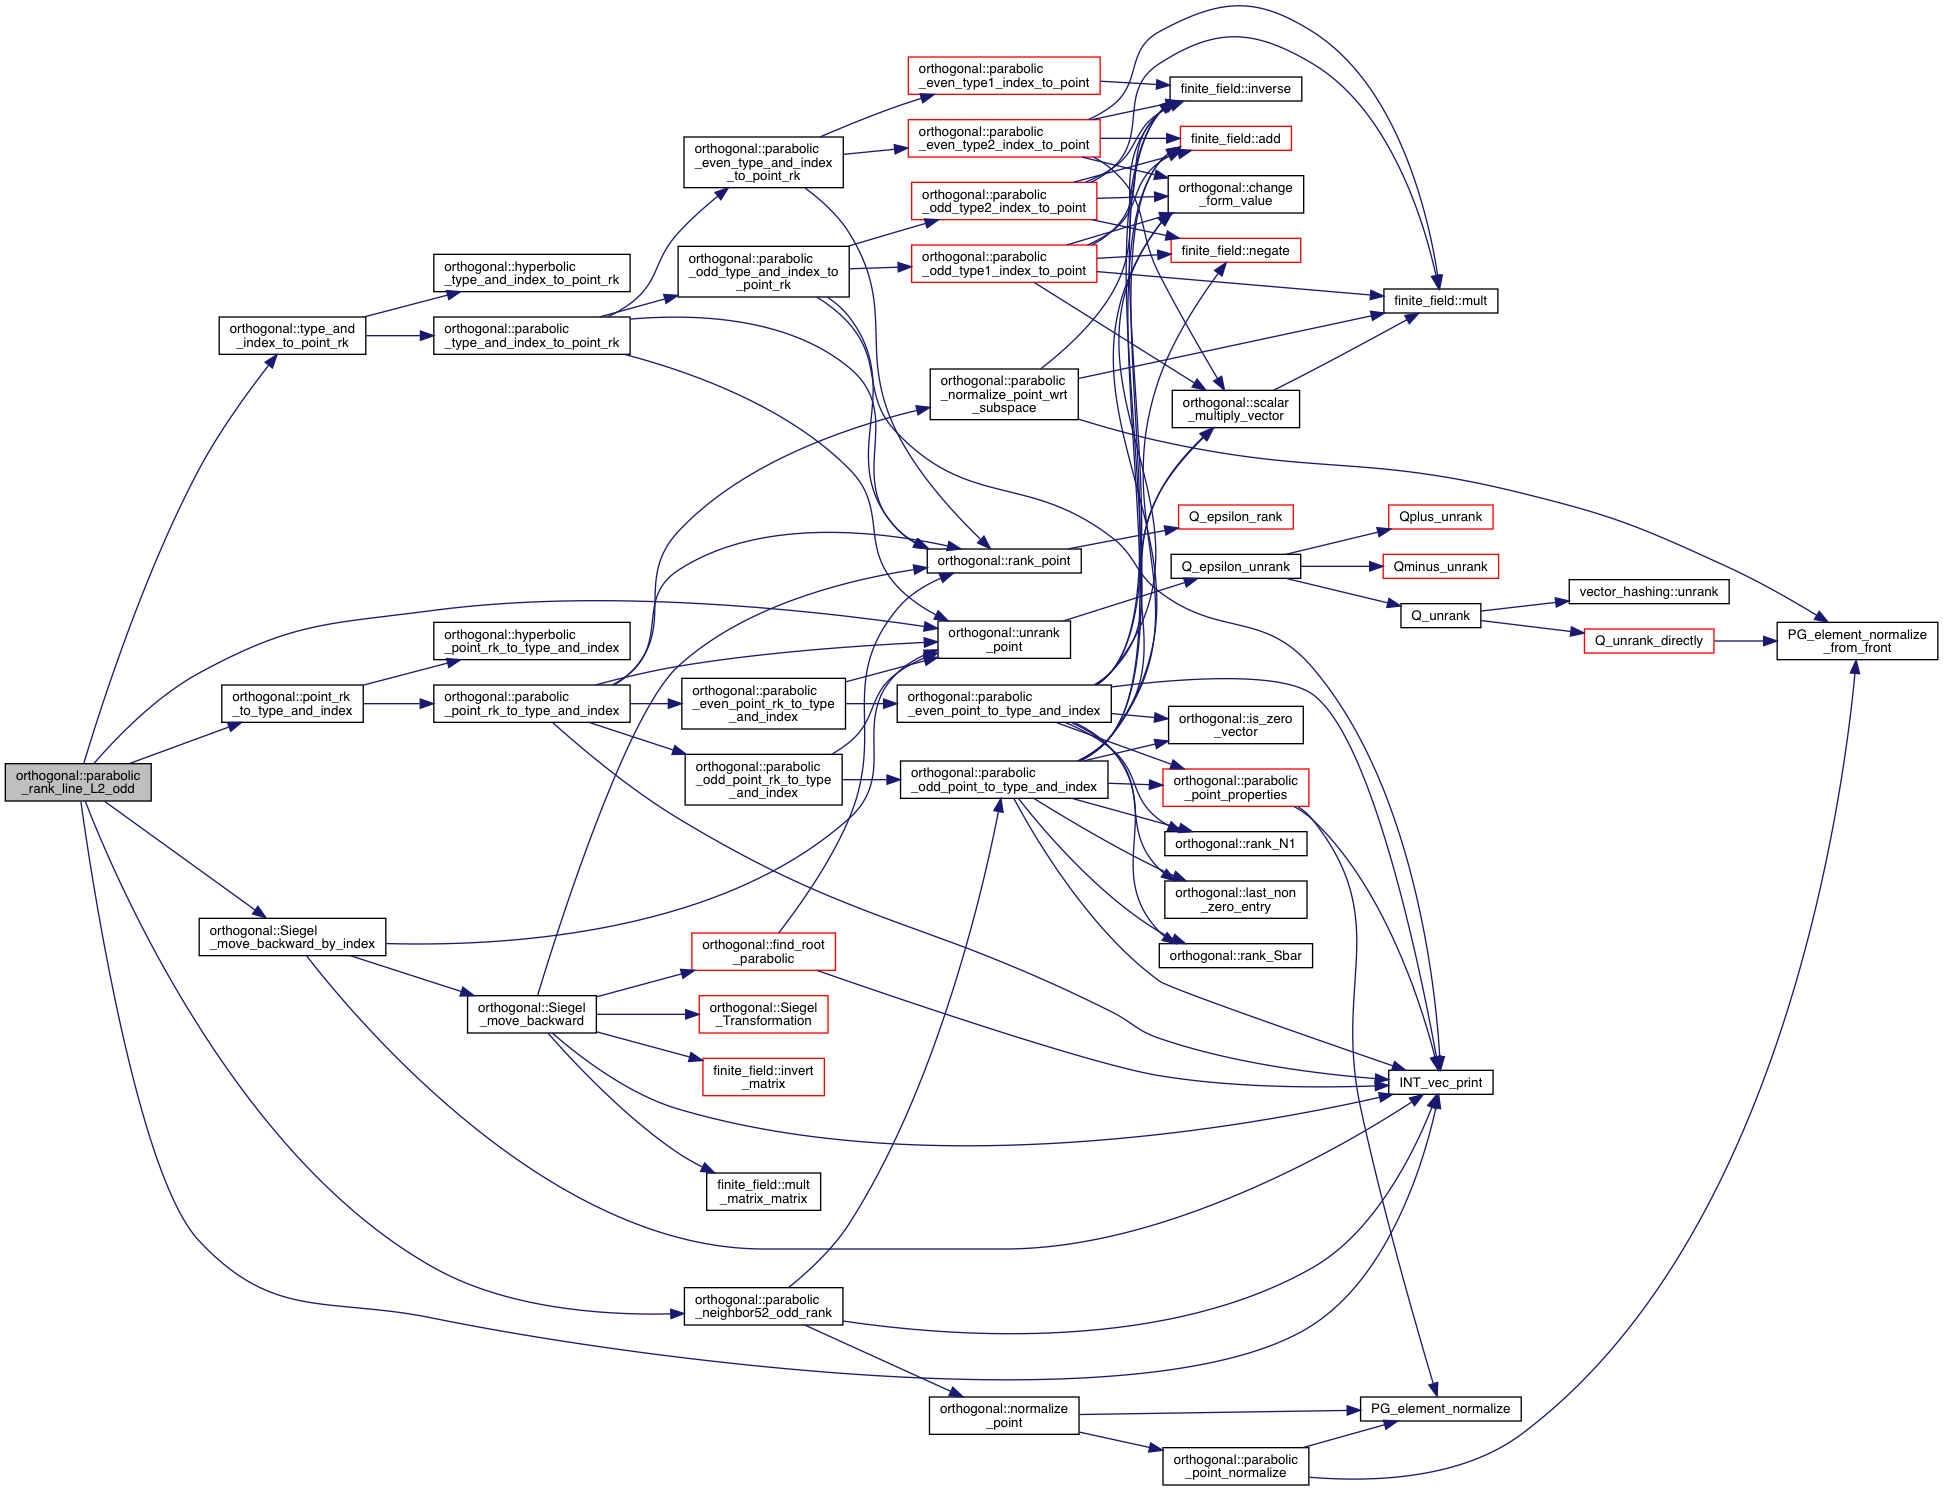 orthogonal::parabolic
_rank_line_L2_odd
orthogonal::type_and
_index_to_point_rk
orthogonal::point_rk
_to_type_and_index
orthogonal::Siegel
_move_backward_by_index
orthogonal::hyperbolic
_type_and_index_to_point_rk
orthogonal::parabolic
_type_and_index_to_point_rk
orthogonal::hyperbolic
_point_rk_to_type_and_index
orthogonal::parabolic
_point_rk_to_type_and_index
orthogonal::Siegel
_move_backward
orthogonal::parabolic
_even_type_and_index
_to_point_rk
orthogonal::parabolic
_odd_type_and_index_to
_point_rk
orthogonal::parabolic
_even_point_rk_to_type
_and_index
orthogonal::parabolic
_odd_point_rk_to_type
_and_index
orthogonal::find_root
_parabolic
orthogonal::Siegel
_Transformation
finite_field::invert
_matrix
finite_field::mult
_matrix_matrix
orthogonal::parabolic
_neighbor52_odd_rank
orthogonal::parabolic
_even_type1_index_to_point
orthogonal::parabolic
_even_type2_index_to_point
orthogonal::parabolic
_odd_type2_index_to_point
orthogonal::parabolic
_odd_type1_index_to_point
orthogonal::parabolic
_normalize_point_wrt
_subspace
orthogonal::rank_point
orthogonal::unrank
_point
orthogonal::parabolic
_even_point_to_type_and_index
orthogonal::parabolic
_odd_point_to_type_and_index
orthogonal::normalize
_point
finite_field::inverse
finite_field::add
orthogonal::change
_form_value
finite_field::negate
orthogonal::scalar
_multiply_vector
Q_epsilon_rank
Q_epsilon_unrank
orthogonal::is_zero
_vector
orthogonal::parabolic
_point_properties
orthogonal::rank_N1
orthogonal::last_non
_zero_entry
orthogonal::rank_Sbar
orthogonal::parabolic
_point_normalize
finite_field::mult
Qplus_unrank
Qminus_unrank
Q_unrank
INT_vec_print
PG_element_normalize
vector_hashing::unrank
Q_unrank_directly
PG_element_normalize
_from_front